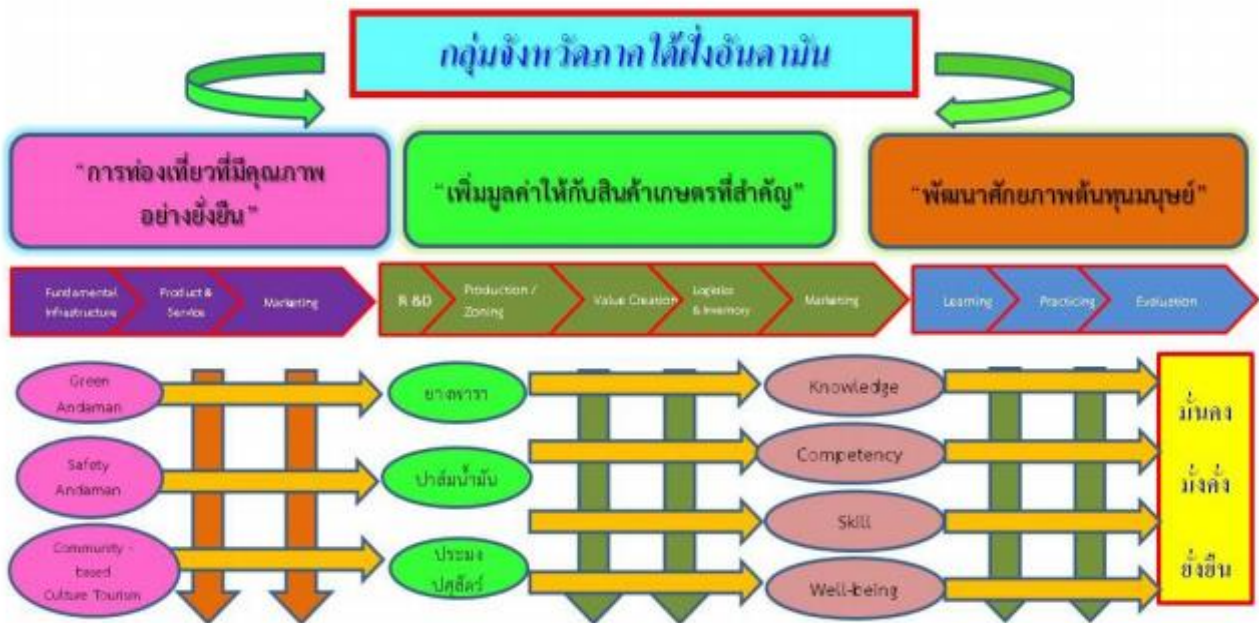 กลุ่มจังหวัดภาคใต้ฝั่งอันดามัน
"การท่องเที่ยวที่มีคุณภาพ
อย่างยั่งยืน"
"เพิ่มมูลค่าให้กับสินค้าเกษตรที่สำคัญ"
"พัฒนาศักยภาพต้นทุนมนุษย์"
Fundamental
Infrastructure
Product &
Service
Marketing
R &D
Production /
Zoning
Value Creation
Logistics
& Inventory
Marketing
Learning
Practicing
Evaluation
Green
Andaman
ยางพารา
Knowledge
Safety
Andaman
ปาล์มน้ำมัน
Competency
Skill
Community -
based
Culture Tourism
ประมง
ปศุสัตว์
Well-being
มั่นคง
มั่งคั่ง
ยั่งยืน